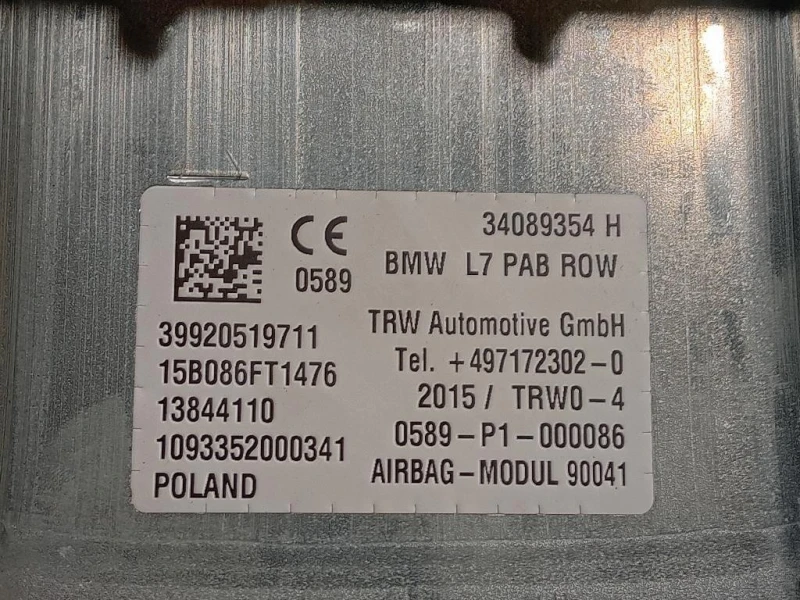 CE
0589
34089354 H
BMW L7 PAB ROW
39920519711
15B086FT1476
13844110
1093352000341
POLAND
TRW Automotive GmbH
Tel. +497172302-0
2015/ TRW0-4
0589-P1-000086
AIRBAG-MODUL 90041